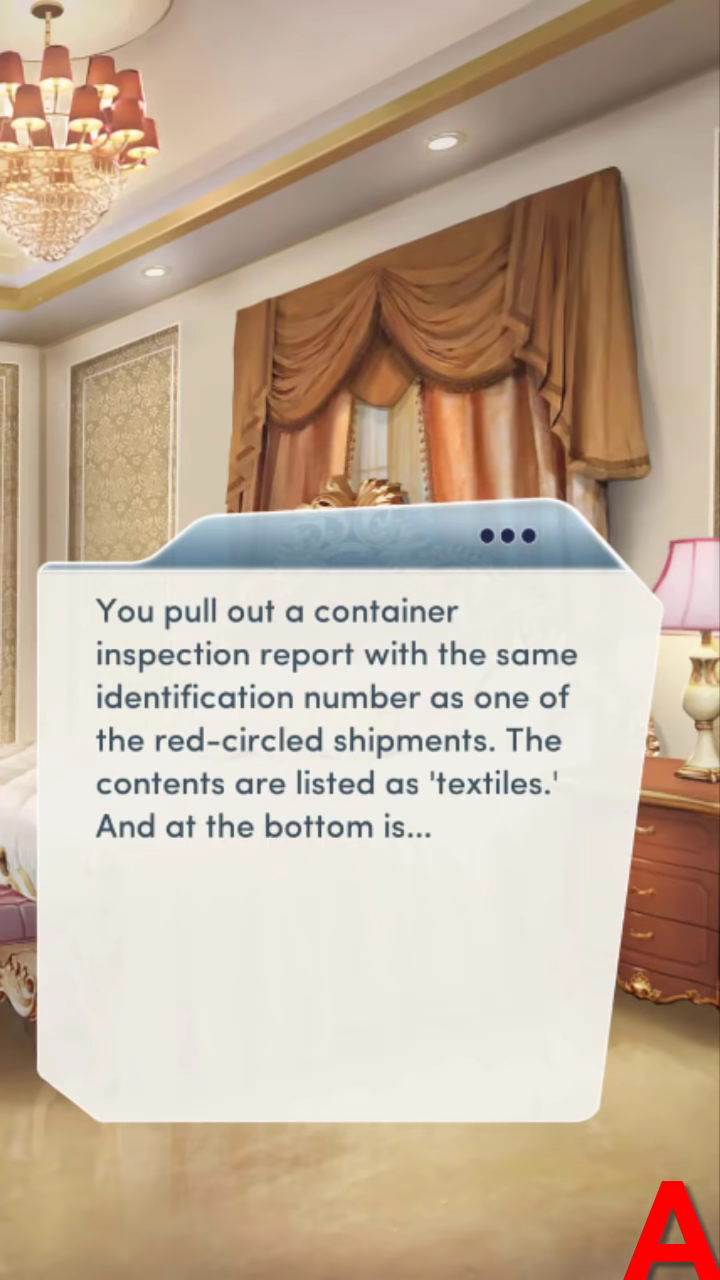 You pull out a container
inspection report with the same
identification number as one of
the red-circled shipments. The
contents are listed as 'textiles.'
And at the bottom is...
A